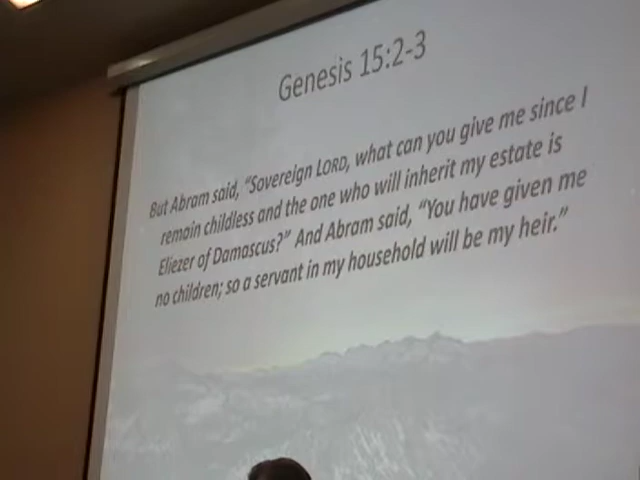 Genesis 15:2-3
But Abram said, “Sovereign LORD, what can you give me since I
remain childless and the one who will inherit my estate is
Eliezer of Damascus?” And Abram said, “You have given me
no children; so a servant in my household will be my heir.”